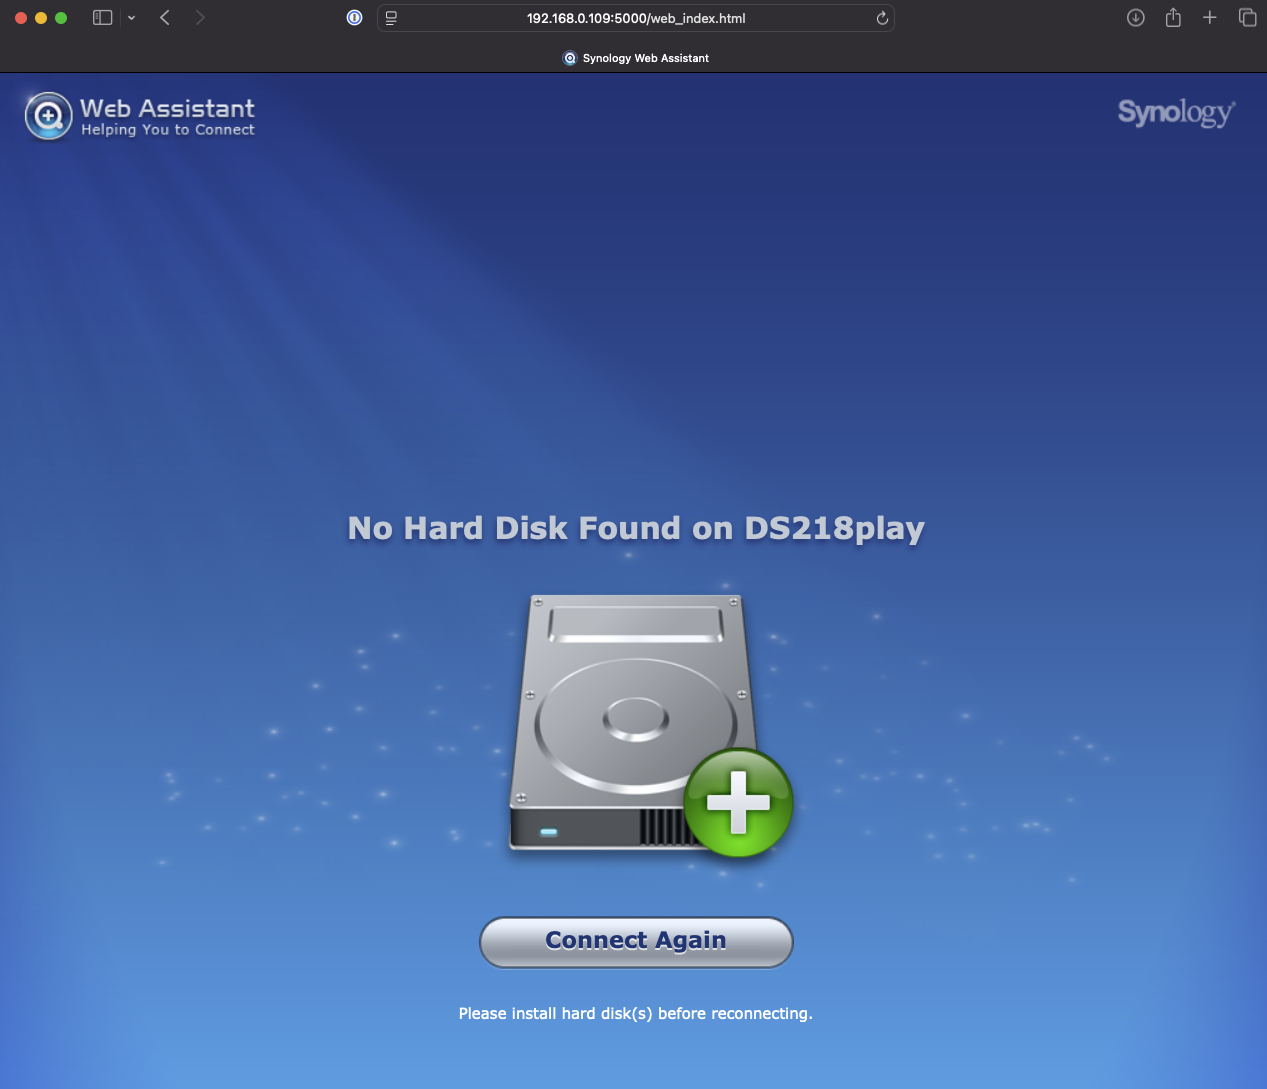 192.168.0.109:5000/web_index.html
Synology Web Assistant
Web Assistant
Helping You to Connect
Synology
No Hard Disk Found on DS218play
Connect Again
Please install hard disk(s) before reconnecting.